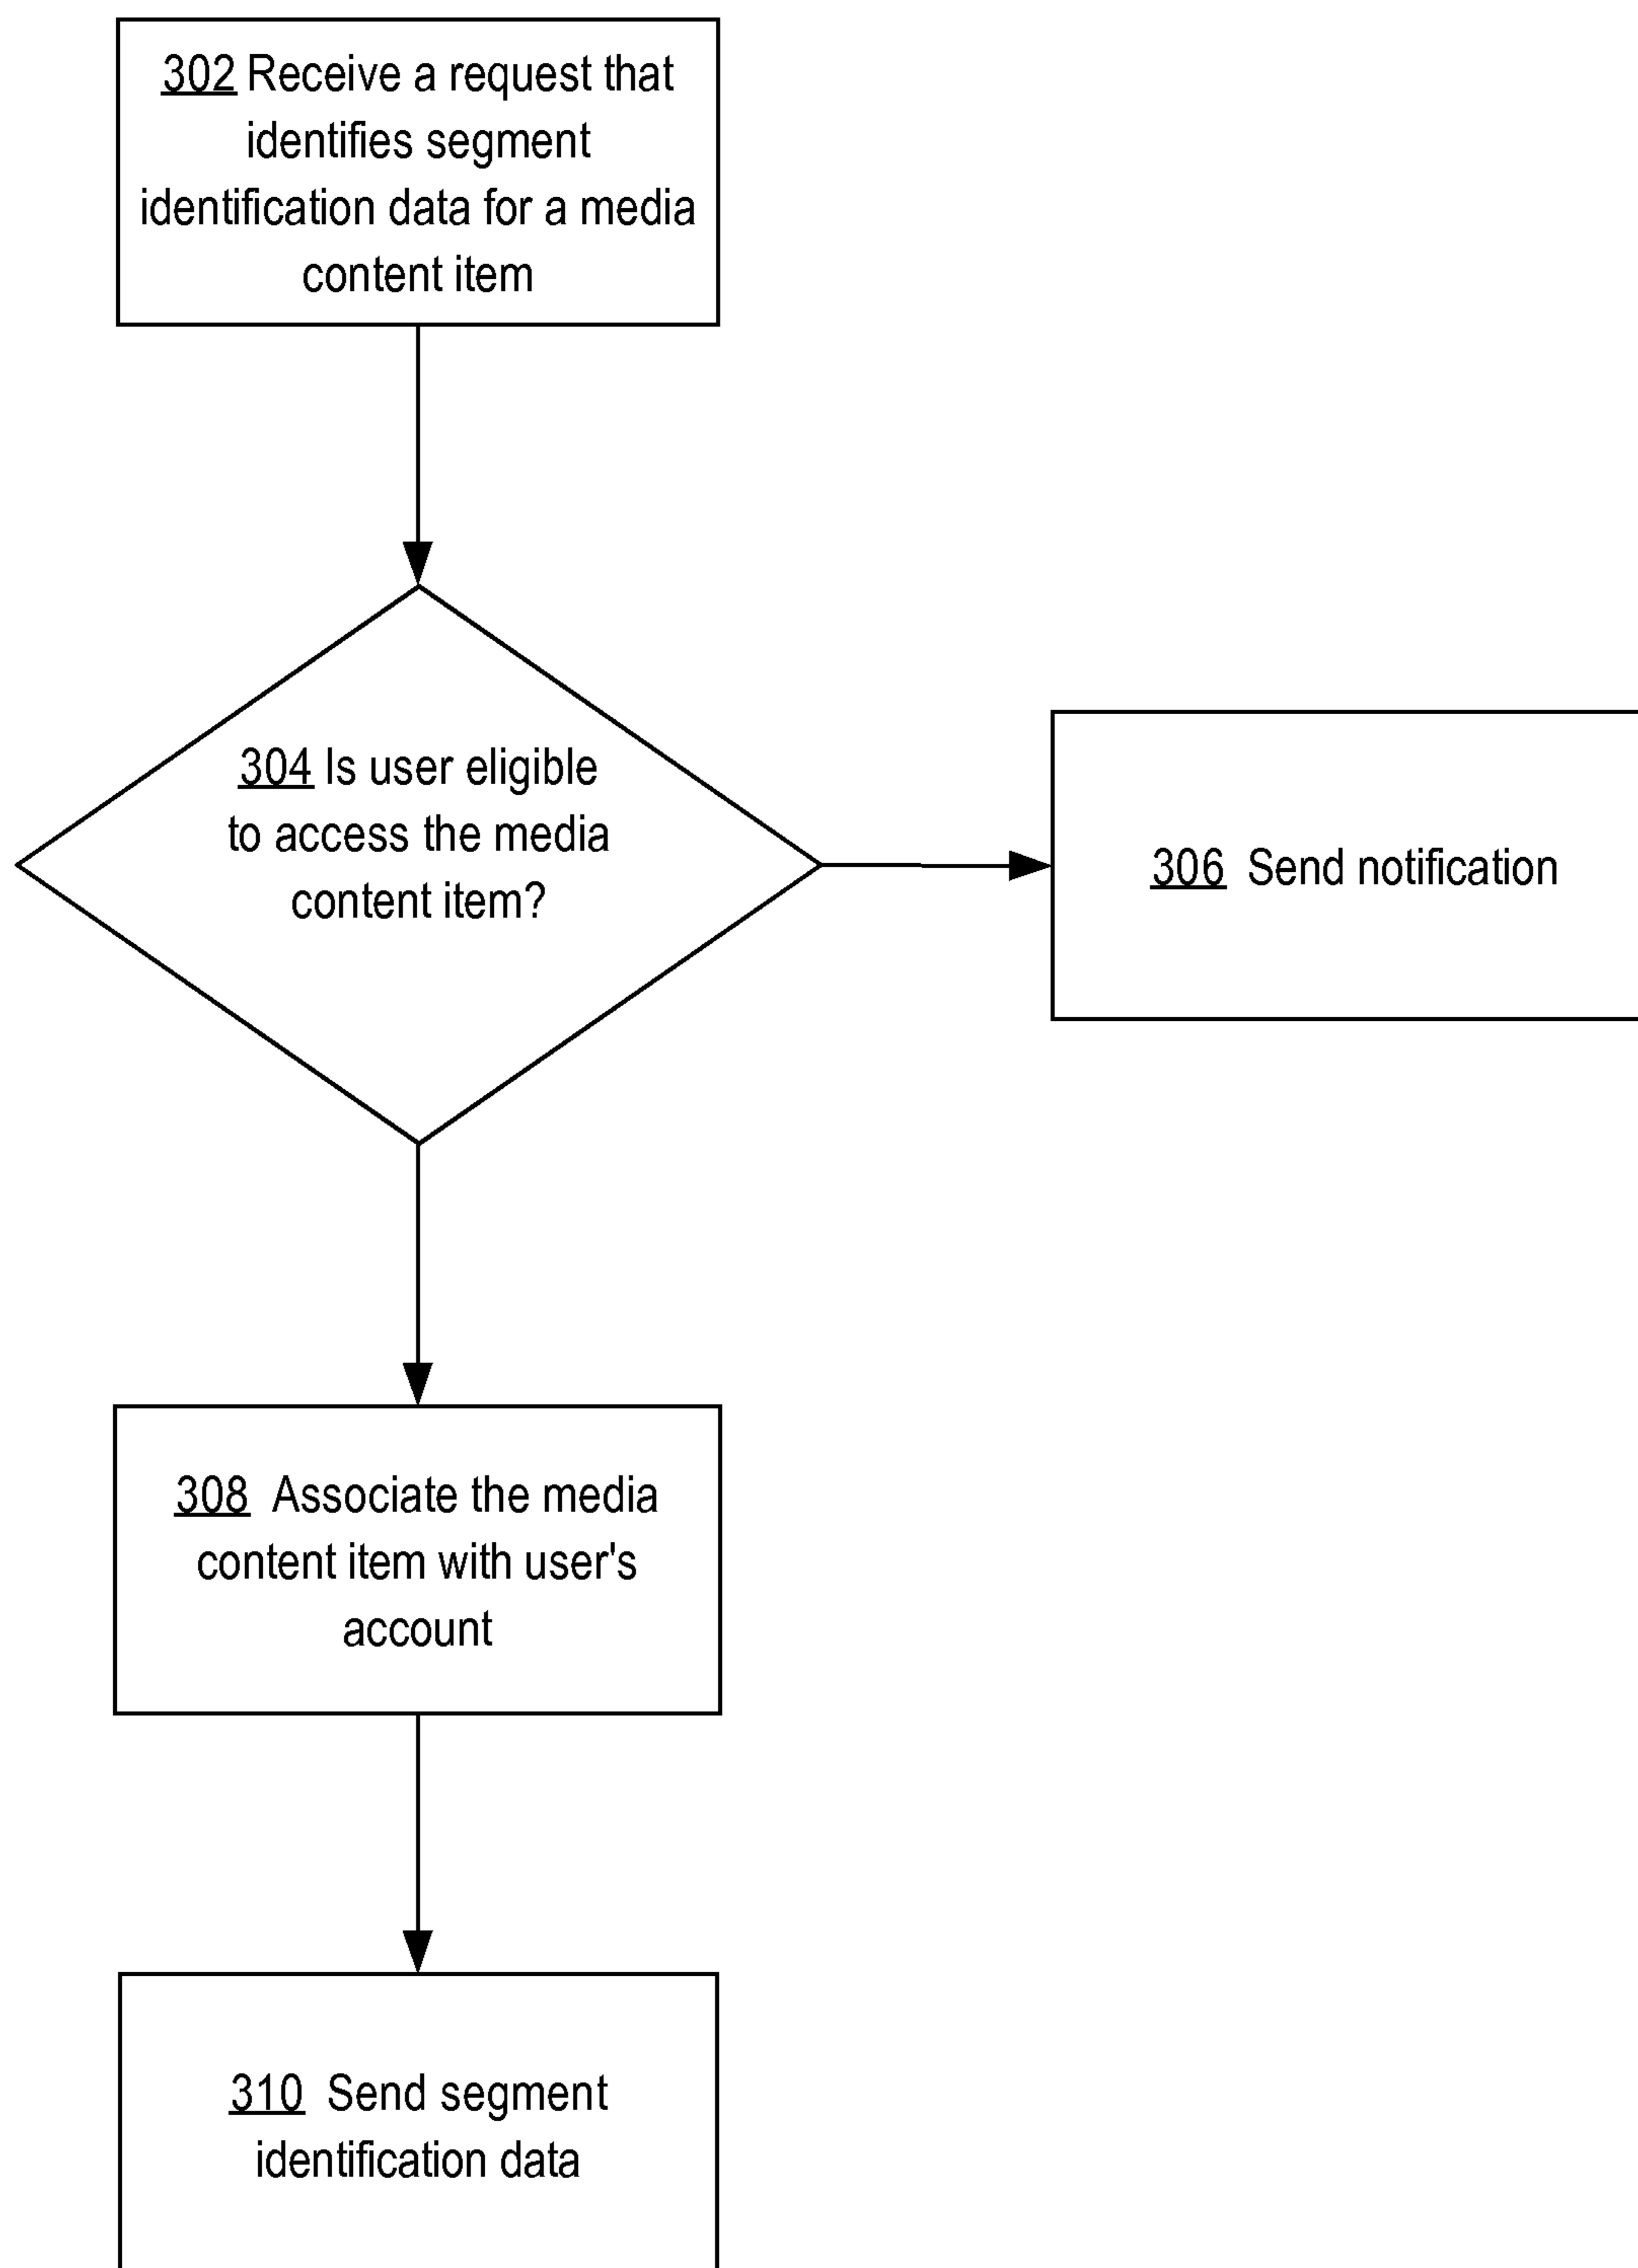 302 Receive a request that
identifies segment
identification data for a media
content item
304 Is user eligible
to access the media
content item?
306 Send notification
308 Associate the media
content item with user's
account
310 Send segment
identification data